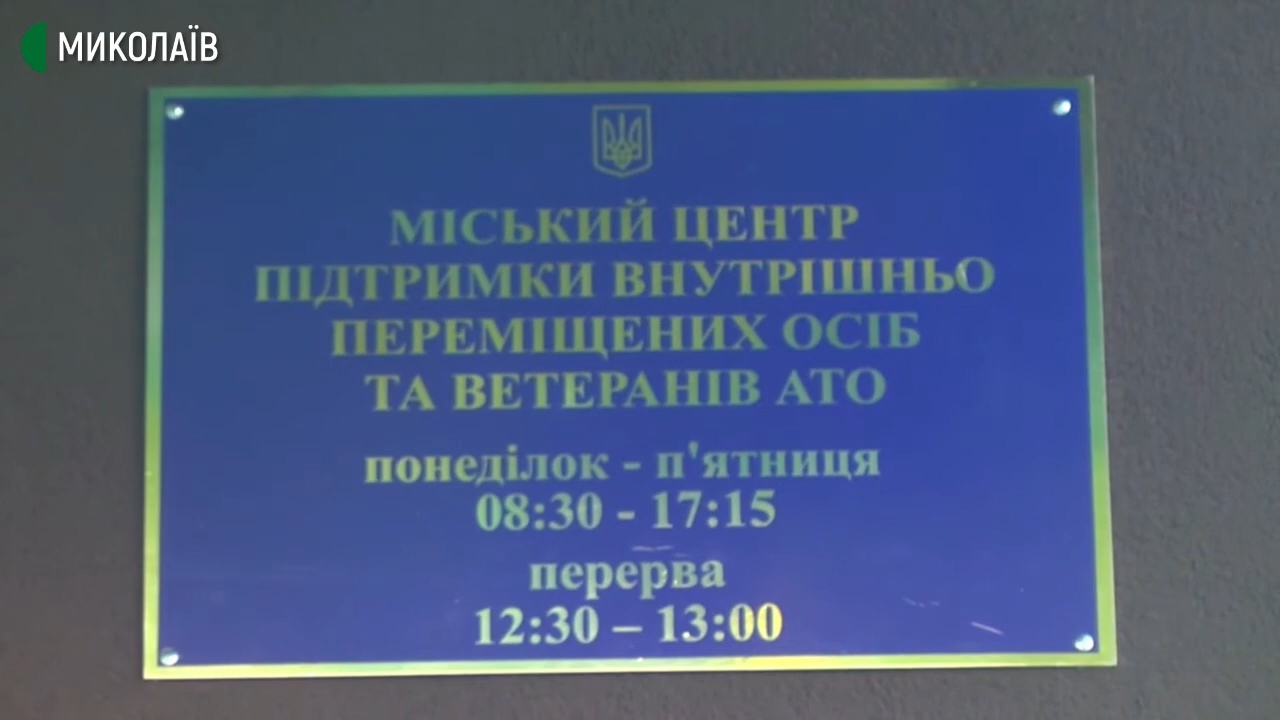 МИКОЛАЇВ
МІСЬКИЙ ЦЕНТР
ПІДТРИМКИ ВНУТРІШНЬО
ПЕРЕМІЩЕНИХ ОСІБ
ТА ВЕТЕРАНІВ АТО
понеділок - п'ятниця
08:30 - 17:15
перерва
12:30 – 13:00